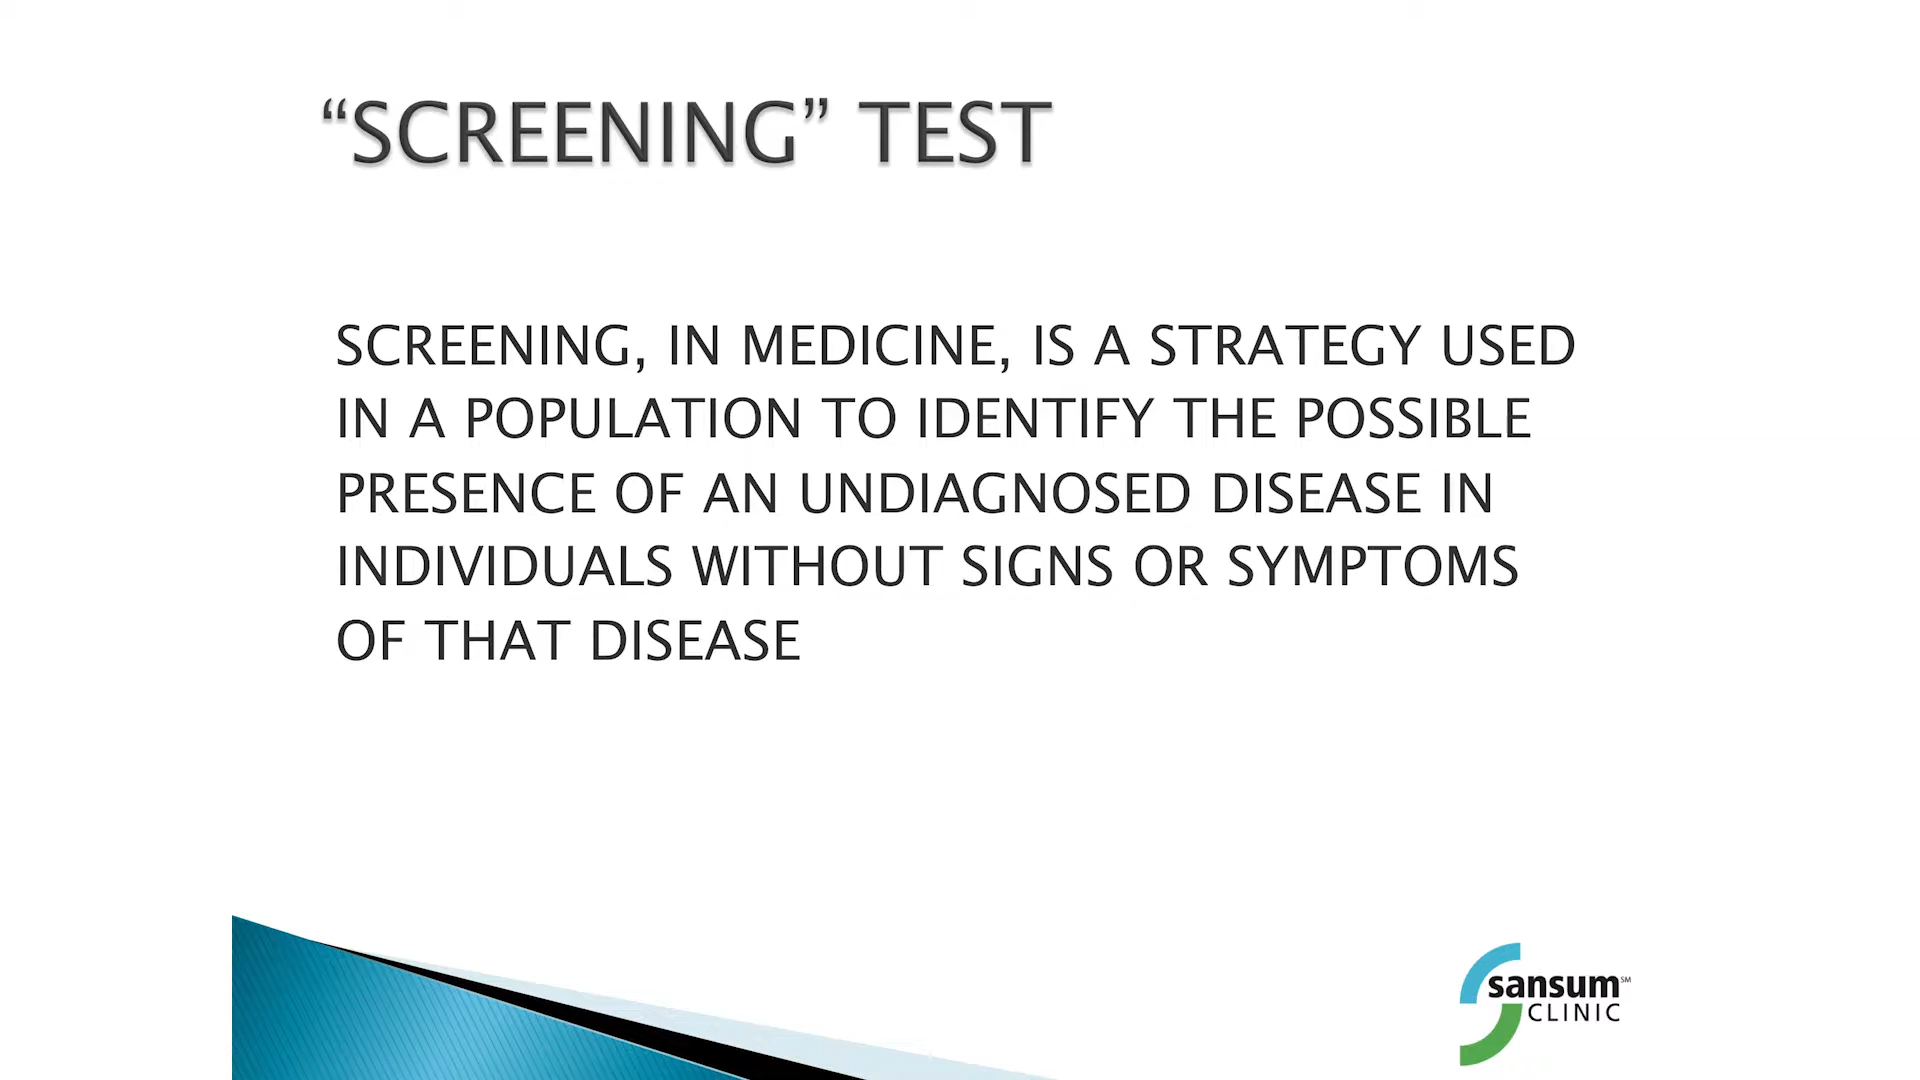 “SCREENING” TEST
SCREENING, IN MEDICINE, IS A STRATEGY USED
IN A POPULATION TO IDENTIFY THE POSSIBLE
PRESENCE OF AN UNDIAGNOSED DISEASE IN
INDIVIDUALS WITHOUT SIGNS OR SYMPTOMS
OF THAT DISEASE
sansum SM
CLINIC